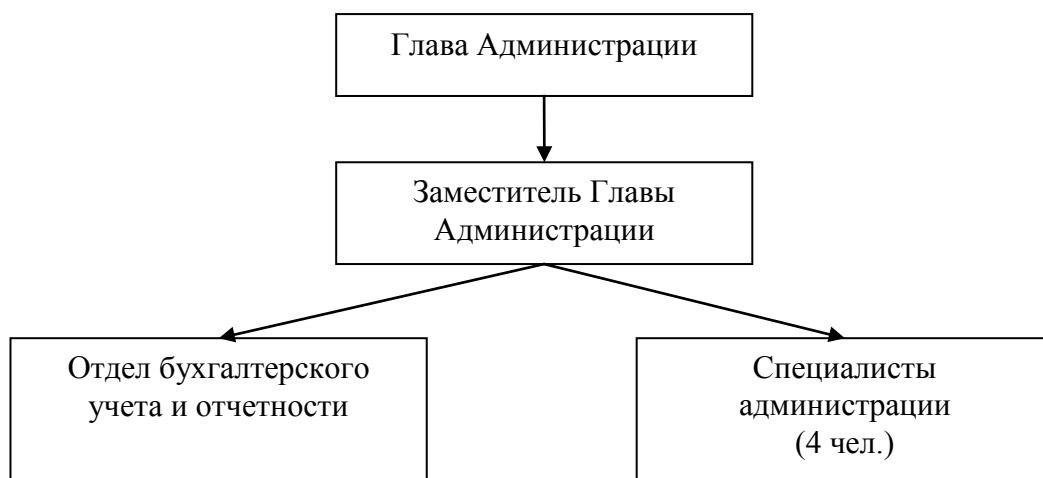 Глава Администрации
Заместитель Главы
Администрации
Отдел бухгалтерского
учета и отчетности
Специалисты
администрации
(4 чел.)